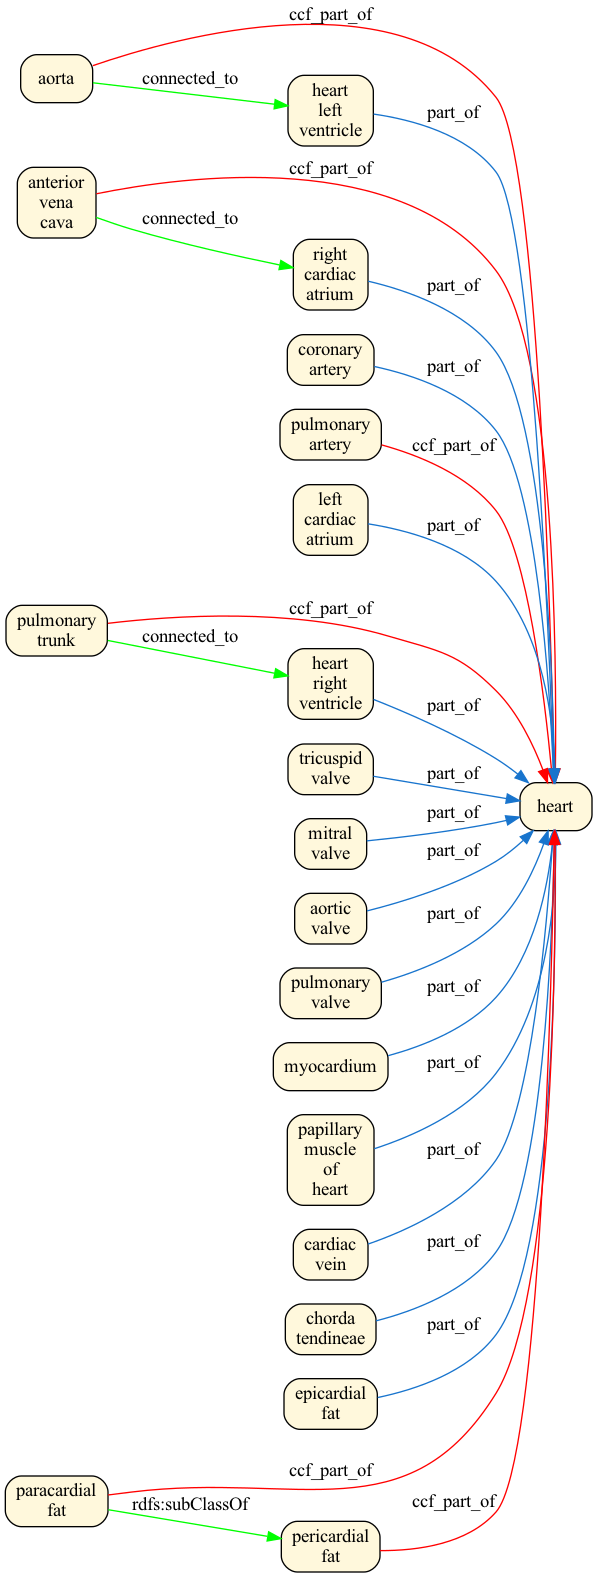 ccf_part_of
aorta
connected_to
heart
left
ventricle
part_of
anterior
vena
cava
ccf_part_of
connected_to
right
cardiac
atrium
part_of
coronary
artery
part_of
pulmonary
artery
ccf_part_of
left
cardiac
atrium
part_of
pulmonary
trunk
ccf_part_of
connected_to
heart
right
ventricle
part_of
tricuspid
valve
part_of
heart
mitral
valve
part_of
aortic
valve
part_of
pulmonary
valve
part_of
myocardium
part_of
papillary
muscle
of
heart
part_of
cardiac
vein
part_of
chorda
tendineae
part_of
epicardial
fat
part_of
paracardial
fat
ccf_part_of
rdfs:subClassOf
pericardial
fat
ccf_part_of